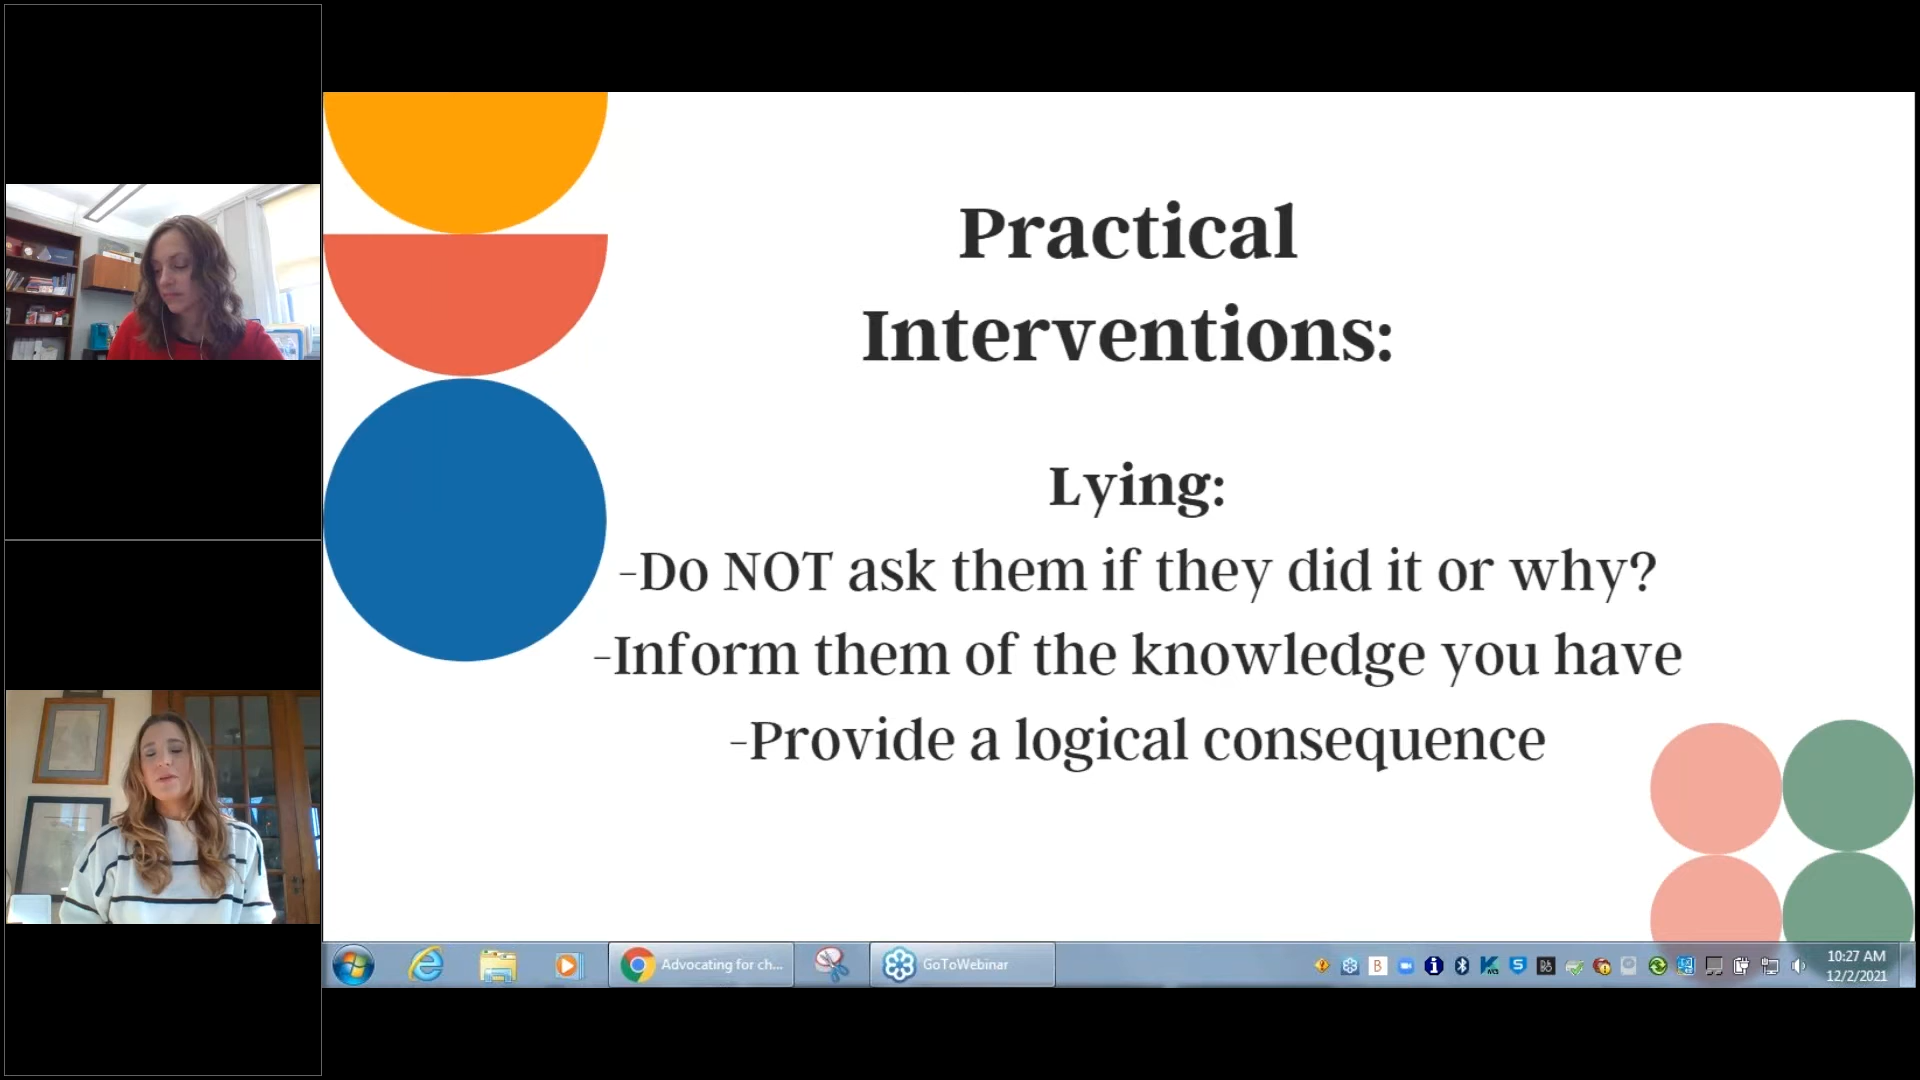 Practical
Interventions:
Lying:
-Do NOT ask them if they did it or why?
-Inform them of the knowledge you have
-Provide a logical consequence
Advocating for ch...
GoToWebinar
10:27 AM
12/2/2021